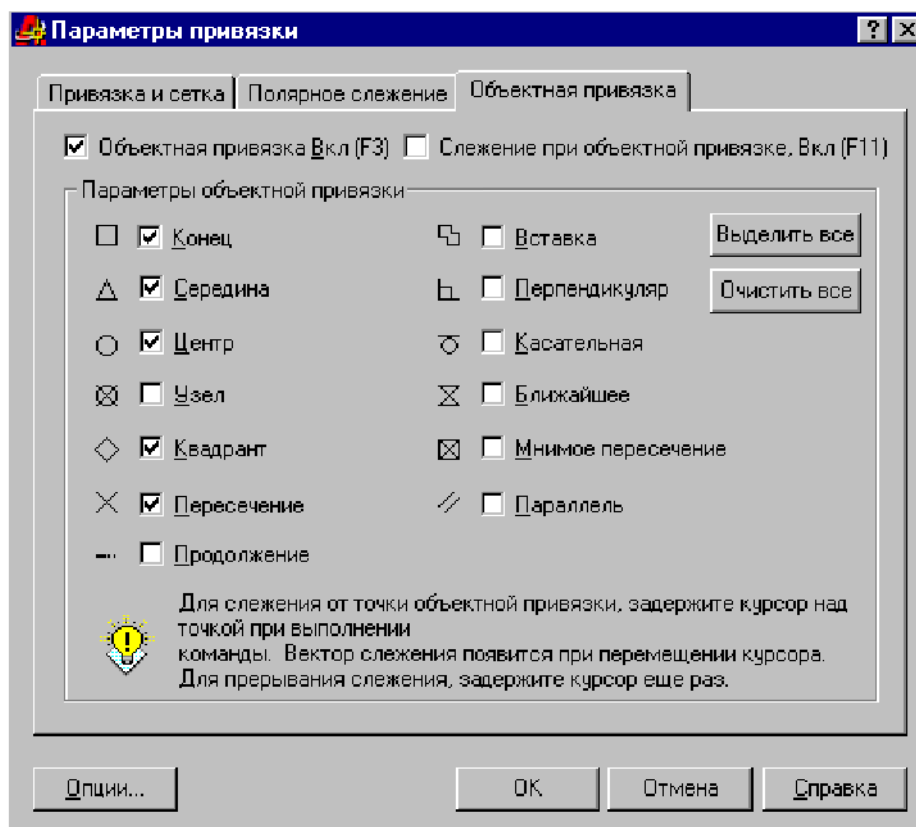 Параметры привязки
Привязка и сетка Полярное слежение Объектная привязка
Объектная привязка Вкл (F3) Слежение при объектной привязке, Вкл (F11)
Параметры объектной привязки
Конец Вставка Выделить все
Середина Перпендикуляр Очистить все
Центр Касательная
Узел Ближайшее
Квадрант Мнимое пересечение
Пересечение Параллель
Продолжение
Для слежения от точки объектной привязки, задержите курсор над
точкой при выполнении
команды. Вектор слежения появится при перемещении курсора.
Для прерывания слежения, задержите курсор еще раз.
Опции... OK Отмена Справка